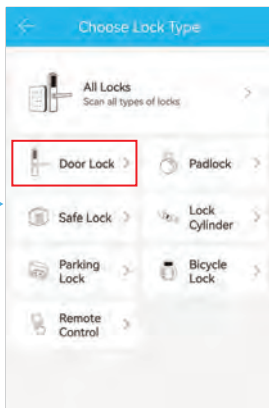 Choose Lock Type
All Locks
Scan all types of locks
Door Lock
Padlock
Safe Lock
Lock
Cylinder
Parking
Lock
Bicycle
Lock
Remote
Control